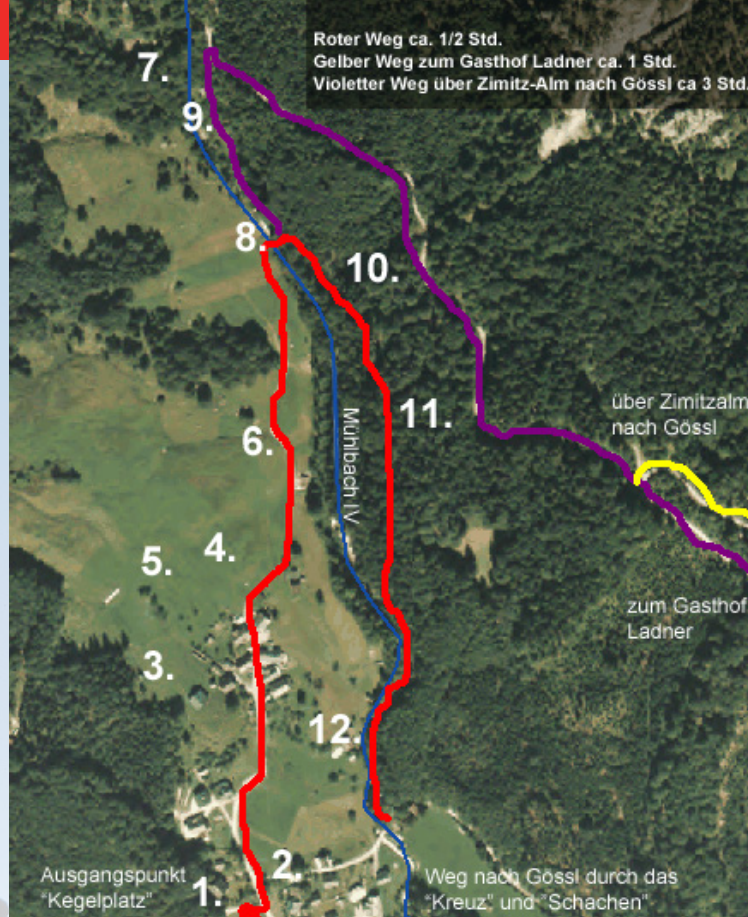 Roter Weg ca. 1/2 Std.
Gelber Weg zum Gasthof Ladner ca. 1 Std.
Violetter Weg über Zimitz-Alm nach Gössl ca 3 Std.
7.
9.
8.
10.
11.
über Zimitzalm
nach Gössl
6.
Mühlbach IV
4.
5.
zum Gasthof
Ladner
3.
12.
2.
Ausgangspunkt
"Kegelplatz"
1.
Weg nach Gössl durch das
"Kreuz" und "Schachen"